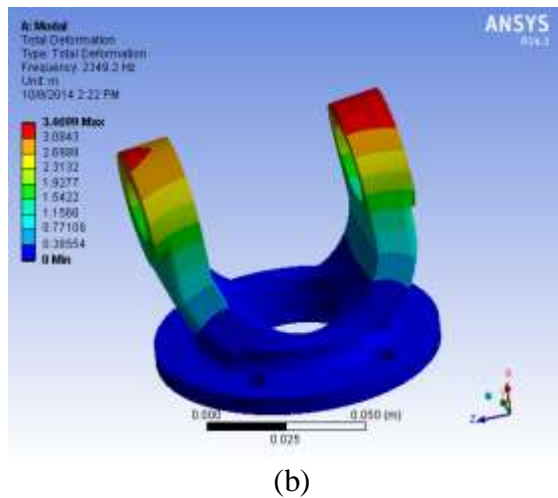 A: Modal
Total Deformation
Type: Total Deformation
Frequency: 2349.2 Hz
Unit: m
10/8/2014 2:22 PM
ANSYS
3.4699 Max
3.0843
2.6988
2.3132
1.9277
1.5422
1.1566
0.77108
0.38554
0 Min
0.000
0.050 (m)
0.025
Z
(b)